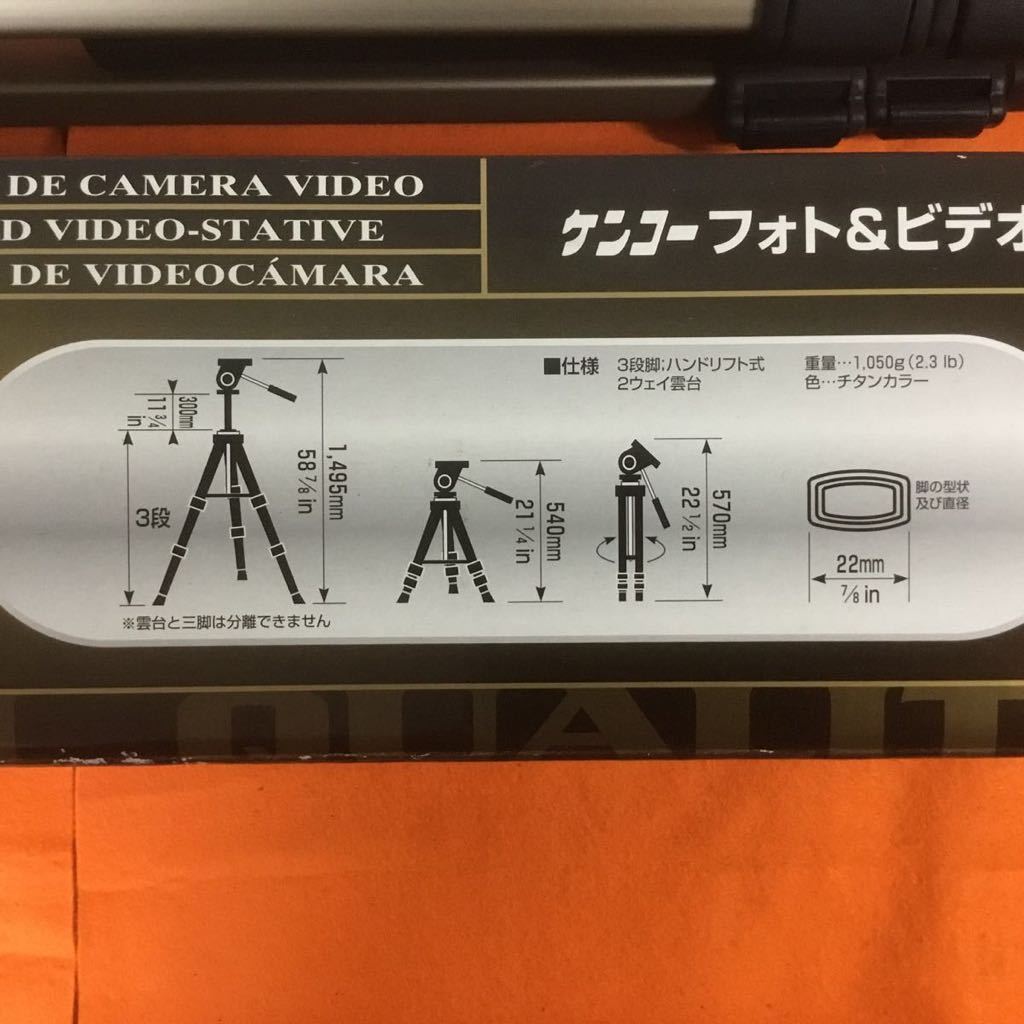 DE CAMERA VIDEO
D VIDEO-STATIVE
DE VIDEOCÁMARA
ケンコーフォト&ビデオ
■仕様
3段脚;ハンドリフト式
2ウェイ雲台
重量…1,050g(2.3 lb)
色…チタンカラー
300mm
11 3/4 in
3段
1,495mm
58 7/8 in
540mm
21 1/4 in
570mm
22 1/2 in
脚の型状
及び直径
22mm
7/8 in
※雲台と三脚は分離できません
QUALIT